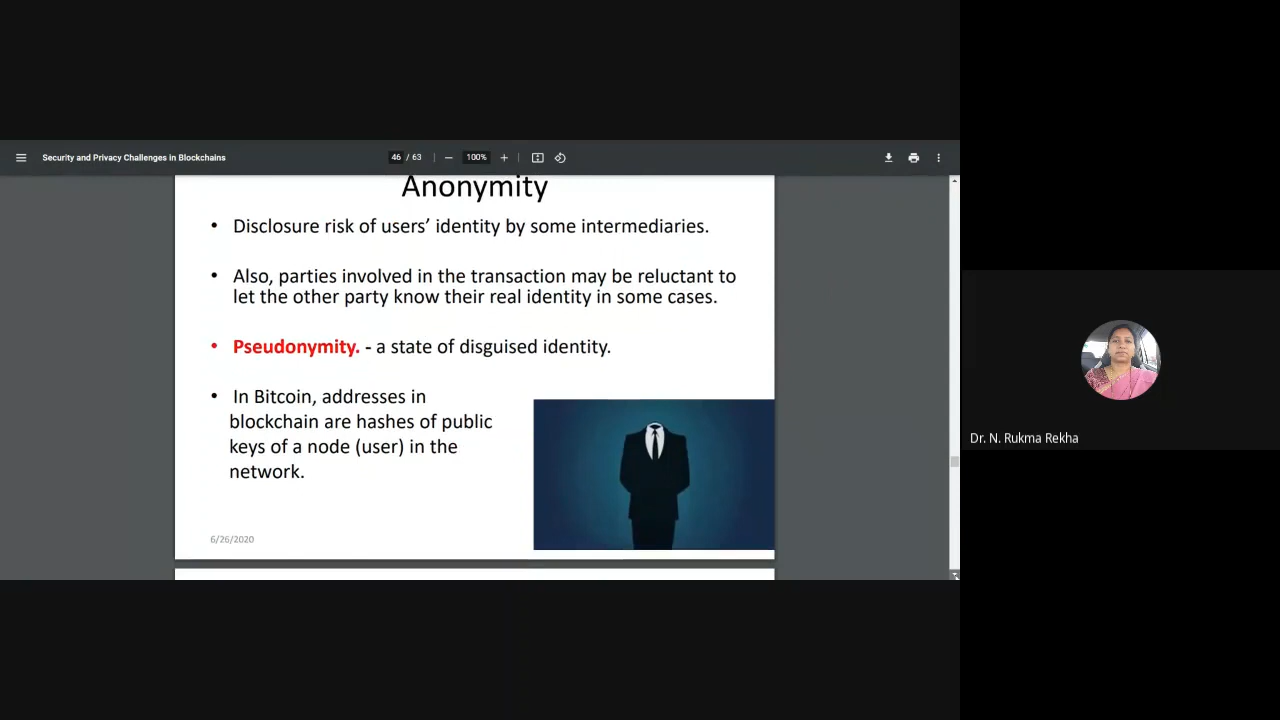 Security and Privacy Challenges in Blockchains
46 / 63
100%
Anonymity
• Disclosure risk of users’ identity by some intermediaries.
• Also, parties involved in the transaction may be reluctant to
let the other party know their real identity in some cases.
• Pseudonymity. - a state of disguised identity.
• In Bitcoin, addresses in
blockchain are hashes of public
keys of a node (user) in the
network.
6/26/2020
Dr. N. Rukma Rekha